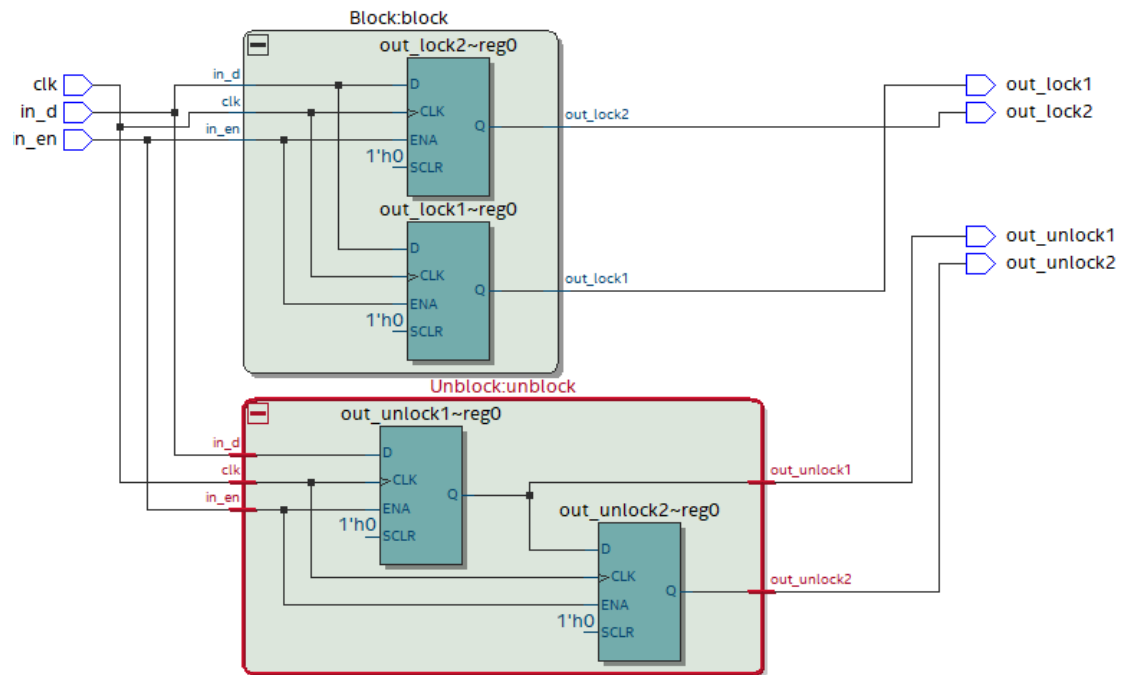 Block:block
out_lock2~reg0
clk
in_d
in_en
in_d
clk
in_en
D
CLK
ENA
1'h0
SCLR
Q
out_lock2
out_lock1
out_lock2
out_lock1~reg0
D
CLK
ENA
1'h0
SCLR
Q
out_lock1
out_unlock1
out_unlock2
Unblock:unblock
out_unlock1~reg0
in_d
clk
in_en
D
CLK
ENA
1'h0
SCLR
Q
out_unlock1
out_unlock2~reg0
D
CLK
ENA
1'h0
SCLR
Q
out_unlock2